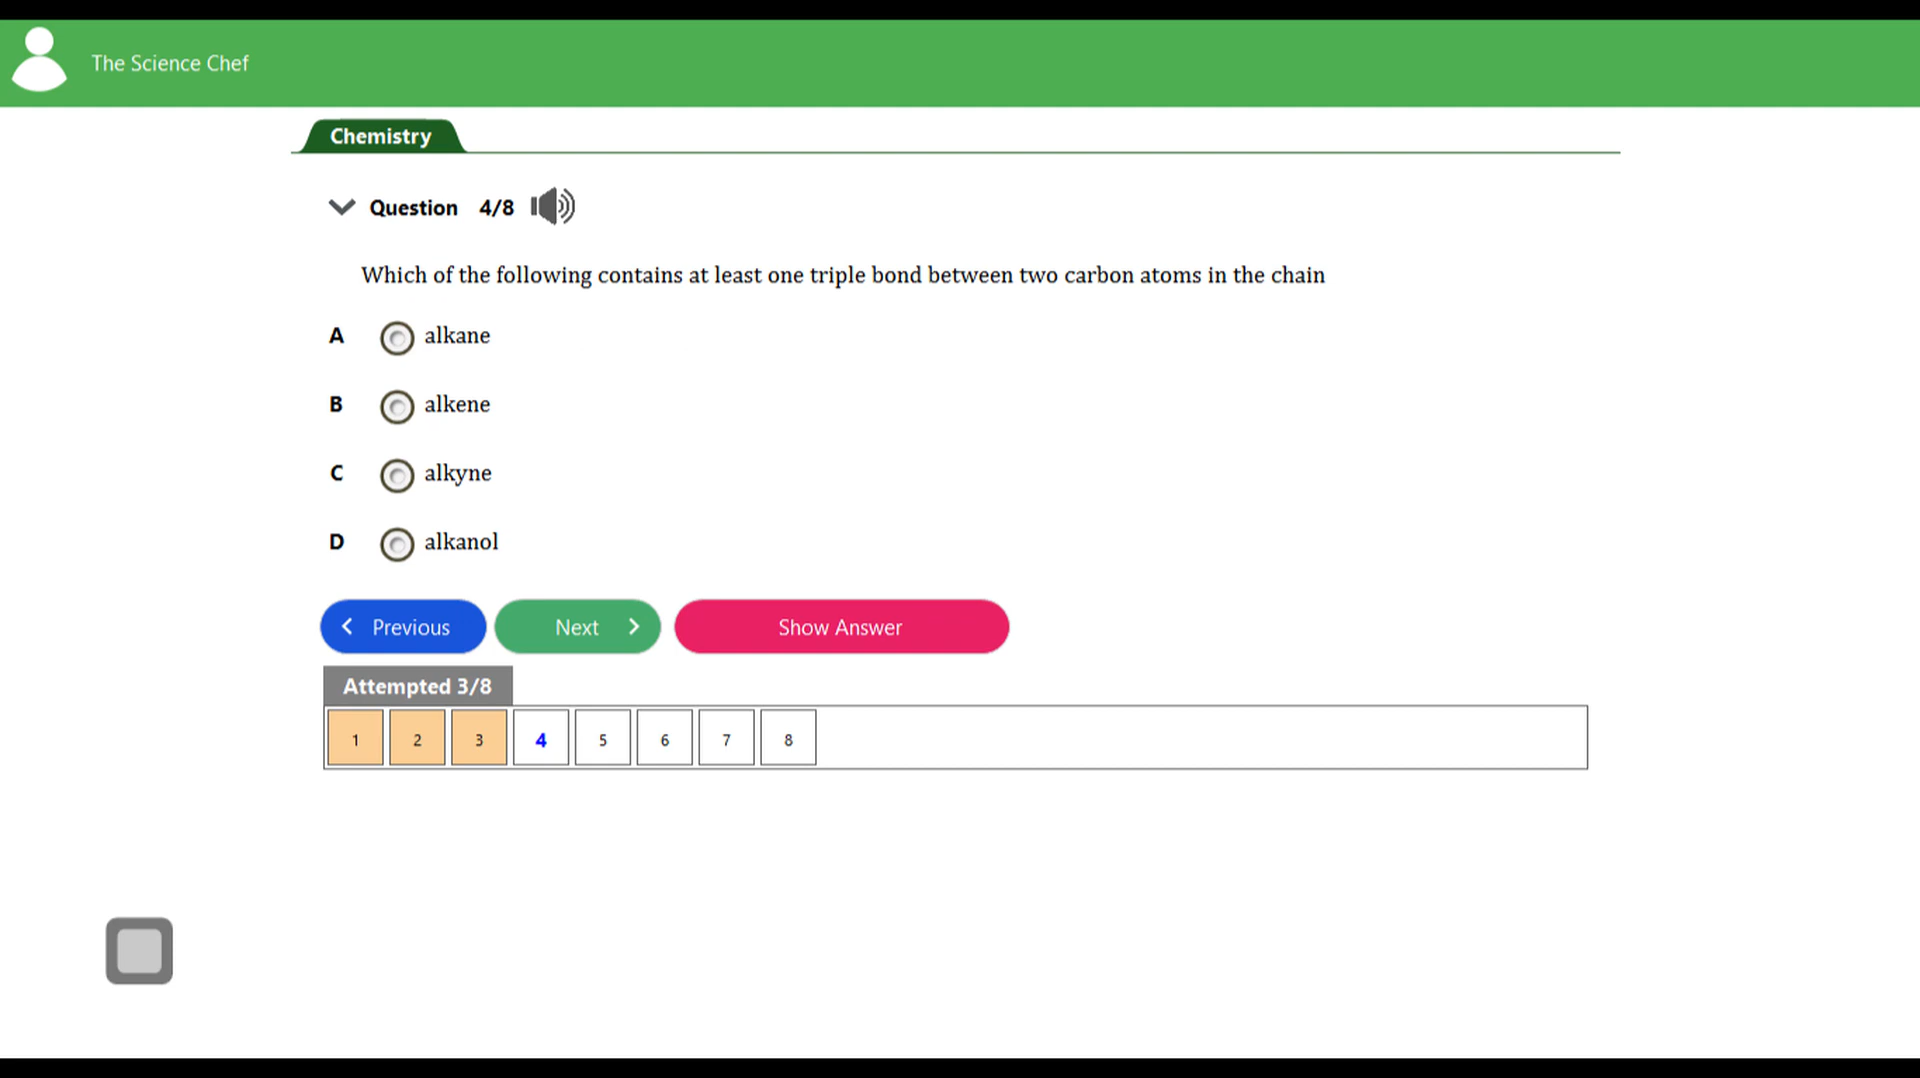 The Science Chef
Chemistry
Question 4/8
Which of the following contains at least one triple bond between two carbon atoms in the chain
A alkane
B alkene
C alkyne
D alkanol
Previous Next Show Answer
Attempted 3/8
1 2 3 4 5 6 7 8